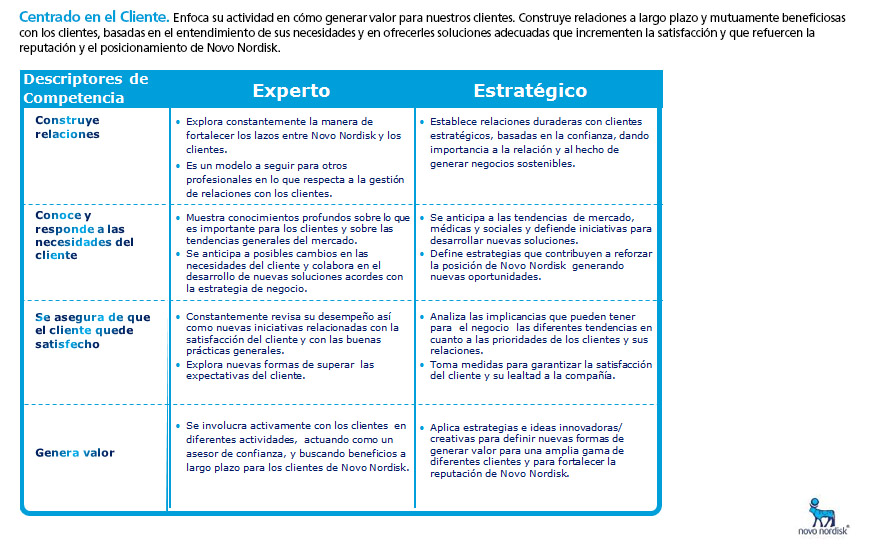 Centrado en el Cliente. Enfoca su actividad en cómo generar valor para nuestros clientes. Construye relaciones a largo plazo y mutuamente beneficiosas
con los clientes, basadas en el entendimiento de sus necesidades y en ofrecerles soluciones adecuadas que incrementen la satisfacción y que refuercen la
reputación y el posicionamiento de Novo Nordisk.
Descriptores de
Competencia
Experto
Estratégico
Construye
relaciones
• Explora constantemente la manera de
fortalecer los lazos entre Novo Nordisk y los
clientes.
• Es un modelo a seguir para otros
profesionales en lo que respecta a la gestión
de relaciones con los clientes.
• Establece relaciones duraderas con clientes
estratégicos, basadas en la confianza, dando
importancia a la relación y al hecho de
generar negocios sostenibles.
Conoce y
responde a las
necesidades del
cliente
• Muestra conocimientos profundos sobre lo que
es importante para los clientes y sobre las
tendencias generales del mercado.
• Se anticipa a posibles cambios en las
necesidades del cliente y colabora en el
desarrollo de nuevas soluciones acordes con
la estrategia de negocio.
• Se anticipa a las tendencias de mercado,
médicas y sociales y defiende iniciativas para
desarrollar nuevas soluciones.
• Define estrategias que contribuyen a reforzar
la posición de Novo Nordisk generando
nuevas oportunidades.
Se asegura de que
el cliente quede
satisfecho
• Constantemente revisa su desempeño así
como nuevas iniciativas relacionadas con la
satisfacción del cliente y con las buenas
prácticas generales.
• Explora nuevas formas de superar las
expectativas del cliente.
• Analiza las implicancias que pueden tener
para el negocio las diferentes tendencias en
cuanto a las prioridades de los clientes y sus
relaciones.
• Toma medidas para garantizar la satisfacción
del cliente y su lealtad a la compañía.
Genera valor
• Se involucra activamente con los clientes en
diferentes actividades, actuando como un
asesor de confianza, y buscando beneficios a
largo plazo para los clientes de Novo Nordisk.
• Aplica estrategias e ideas innovadoras/
creativas para definir nuevas formas de
generar valor para una amplia gama de
diferentes clientes y para fortalecer la
reputación de Novo Nordisk.
novo nordisk®